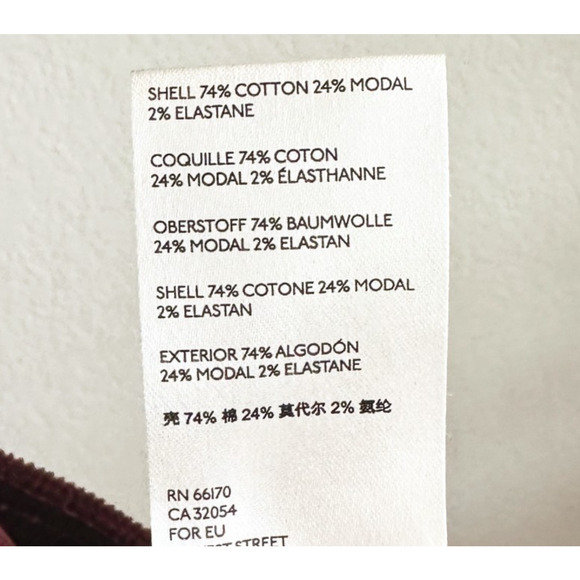 SHELL 74% COTTON 24% MODAL
2% ELASTANE
COQUILLE 74% COTON
24% MODAL 2% ÉLASTHANNE
OBERSTOFF 74% BAUMWOLLE
24% MODAL 2% ELASTAN
SHELL 74% COTONE 24% MODAL
2% ELASTAN
EXTERIOR 74% ALGODÓN
24% MODAL 2% ELASTANE
壳 74% 棉 24% 莫代尔 2% 氨纶
RN 66170
CA 32054
FOR EU
STREET